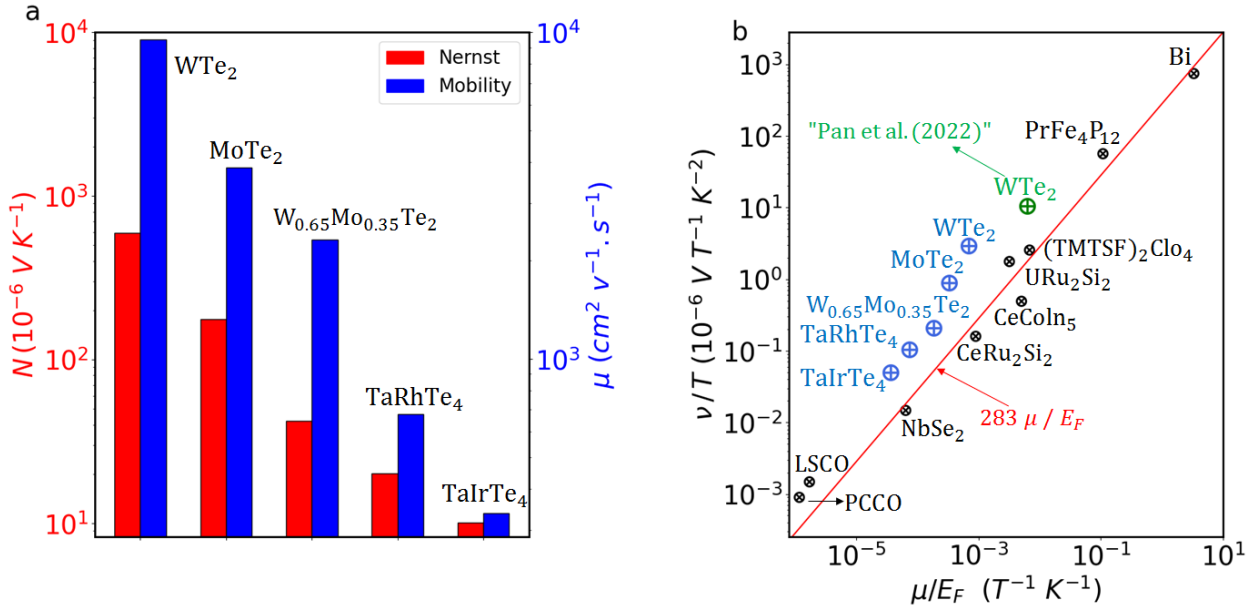 a
10⁴
10³
10²
10¹
N (10⁻⁶ V K⁻¹)
WTe₂
MoTe₂
W₀.₆₅Mo₀.₃₅Te₂
TaRhTe₄
TaIrTe₄
Nernst
Mobility
10⁴
10³
μ (cm² v⁻¹. s⁻¹)
b
10³
10²
10¹
10⁰
10⁻¹
10⁻²
10⁻³
ν/T (10⁻⁶ V T⁻¹ K⁻²)
Bi
"Pan et al. (2022)"
PrFe₄P₁₂
WTe₂
WTe₂
(TMTSF)₂Clo₄
MoTe₂
URu₂Si₂
W₀.₆₅Mo₀.₃₅Te₂
CeCoIn₅
TaRhTe₄
CeRu₂Si₂
TaIrTe₄
283 μ / E_F
NbSe₂
LSCO
PCCO
10⁻⁵
10⁻³
10⁻¹
10¹
μ/E_F (T⁻¹ K⁻¹)